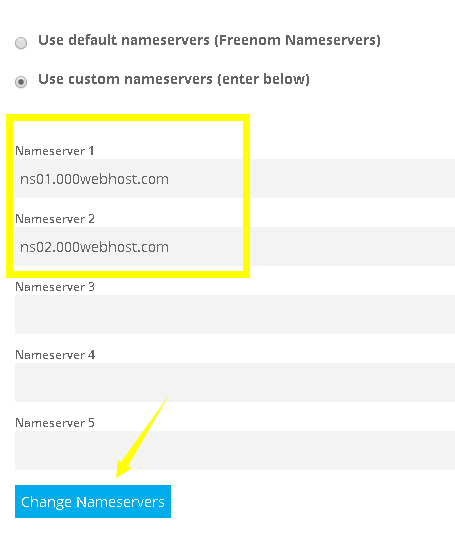 Use default nameservers (Freenom Nameservers)
Use custom nameservers (enter below)
Nameserver 1
ns01.000webhost.com
Nameserver 2
ns02.000webhost.com
Nameserver 3
Nameserver 4
Nameserver 5
Change Nameservers